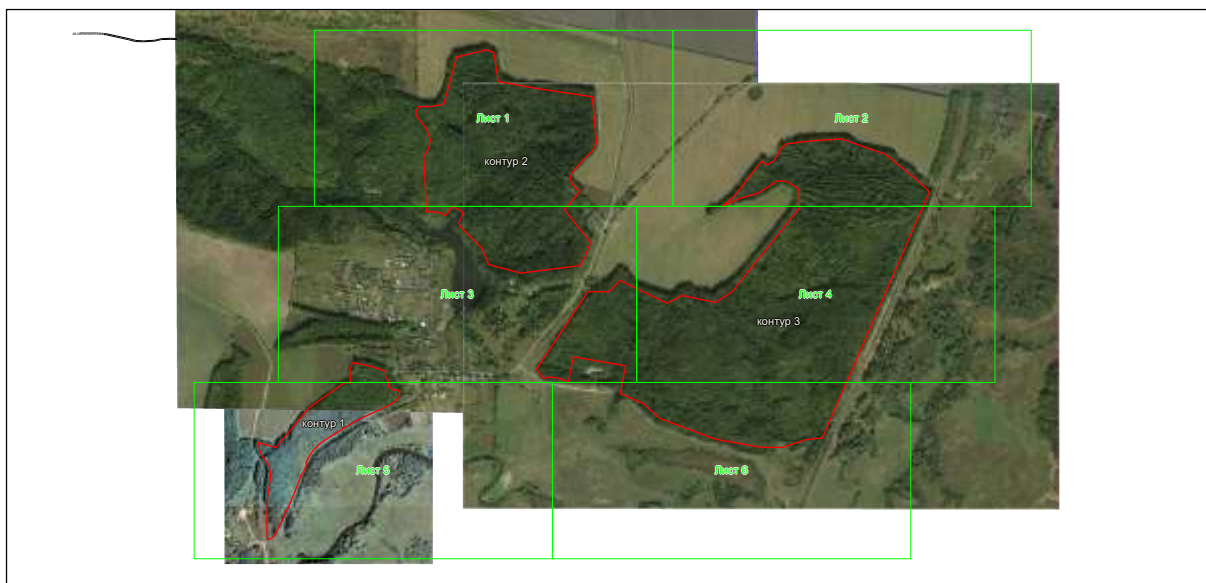 Лист 1
Лист 2
контур 2
Лист 3
Лист 4
контур 3
контур 1
Лист 5
Лист 6